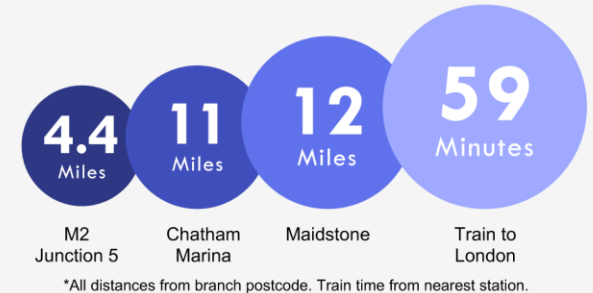 4.4
Miles
11
Miles
12
Miles
59
Minutes
M2
Junction 5
Chatham
Marina
Maidstone
Train to
London
*All distances from branch postcode. Train time from nearest station.